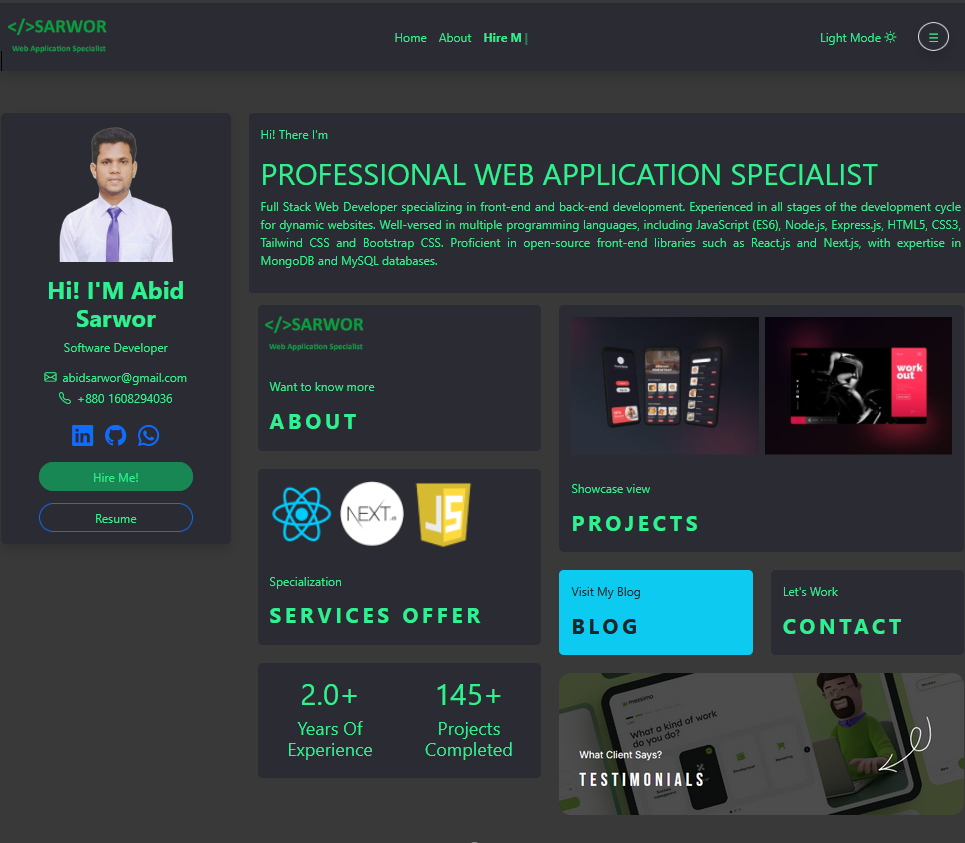 </>SARWOR
Web Application Specialist
Home About Hire M |
Light Mode
Hi! I'M Abid
Sarwor
Software Developer
abidsarwor@gmail.com
+880 1608294036
in
Hire Me!
Resume
Hi! There I'm
PROFESSIONAL WEB APPLICATION SPECIALIST
Full Stack Web Developer specializing in front-end and back-end development. Experienced in all stages of the development cycle
for dynamic websites. Well-versed in multiple programming languages, including JavaScript (ES6), Node.js, Express.js, HTML5, CSS3,
Tailwind CSS and Bootstrap CSS. Proficient in open-source front-end libraries such as React.js and Next.js, with expertise in
MongoDB and MySQL databases.
</>SARWOR
Web Application Specialist
Want to know more
ABOUT
work
out
Showcase view
PROJECTS
NEXT.js
JS
Specialization
SERVICES OFFER
Visit My Blog
BLOG
Let's Work
CONTACT
2.0+
Years Of
Experience
145+
Projects
Completed
What a kind of work
do you do?
What Client Says?
TESTIMONIALS